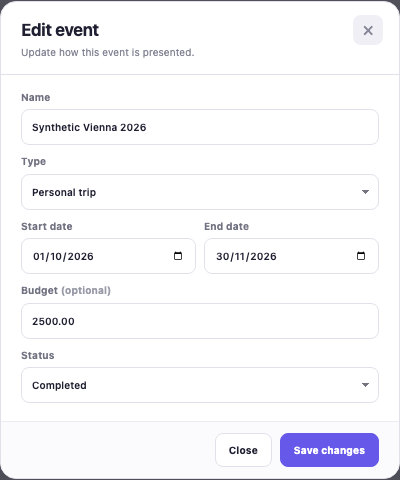 Edit event
Update how this event is presented.
Name
Synthetic Vienna 2026
Type
Personal trip
Start date
End date
01/10/2026
30/11/2026
Budget (optional)
2500.00
Status
Completed
Close
Save changes